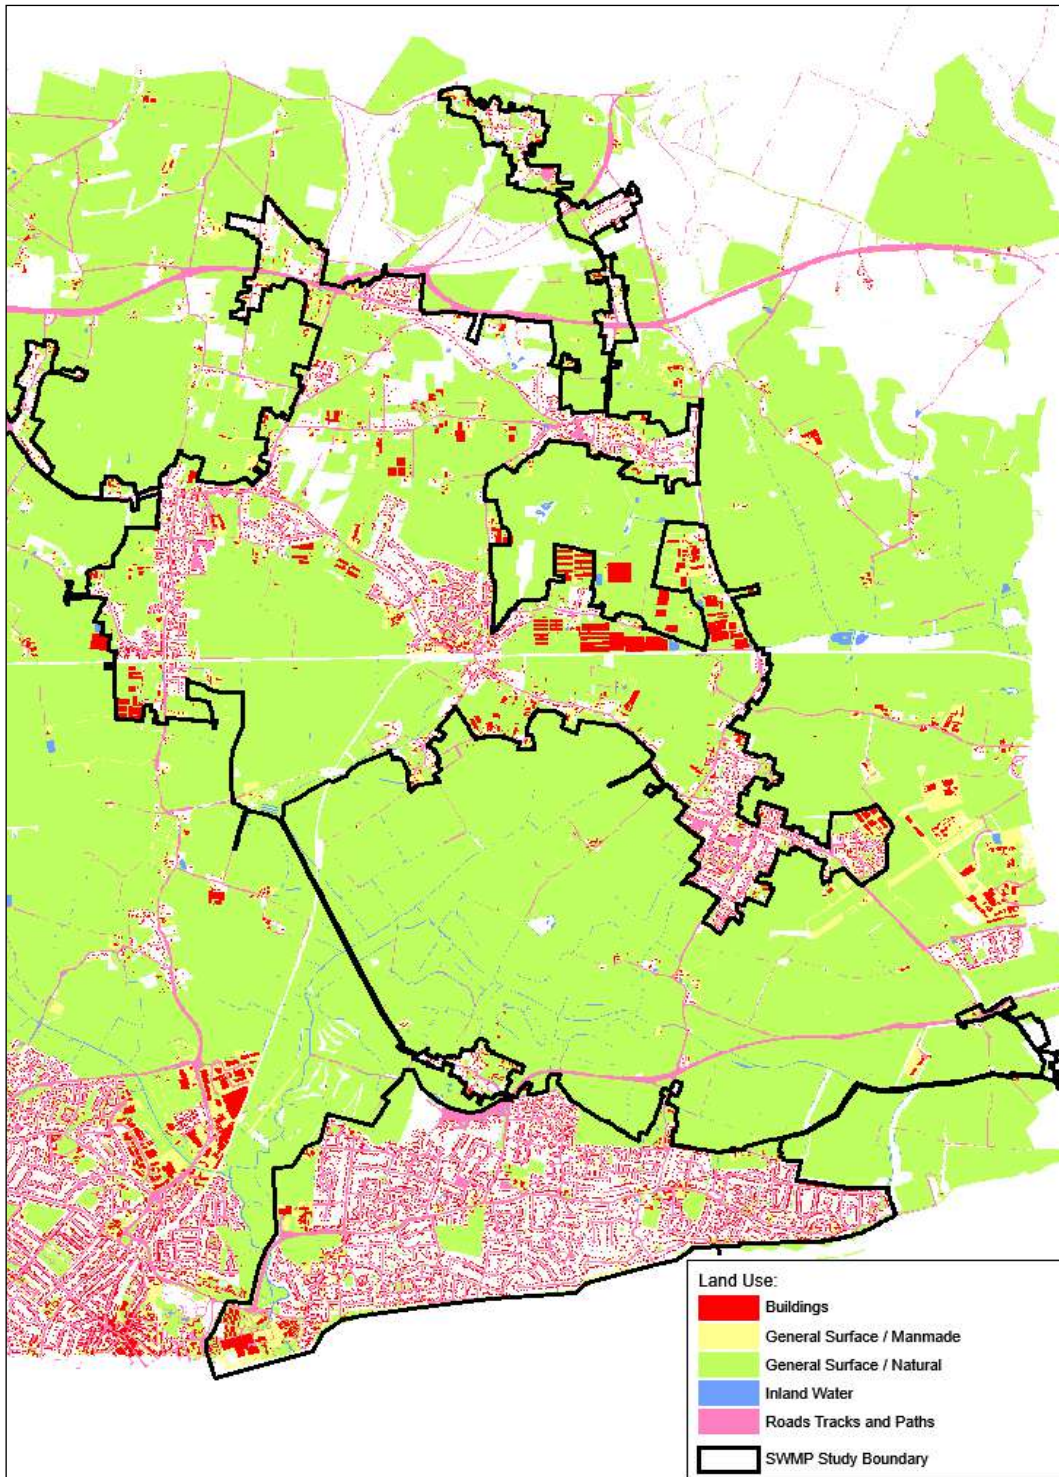 Land Use:
Buildings
General Surface / Manmade
General Surface / Natural
Inland Water
Roads Tracks and Paths
SWMP Study Boundary